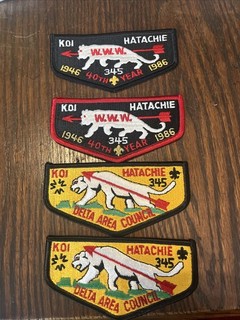 KOI HATACHIE
W.W.W.
345
1946 40TH YEAR 1986
KOI HATACHIE
W.W.W.
345
1946 40TH YEAR 1986
KOI HATACHIE
345
DELTA AREA COUNCIL
KOI HATACHIE
345
DELTA AREA COUNCIL